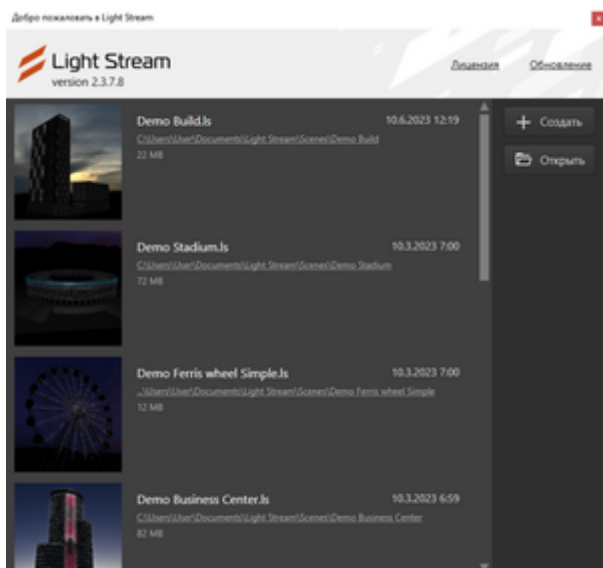 Добро пожаловать в Light Stream
Light Stream
version 2.3.7.8
Лицензия
Обновление
Demo Build.ls
10.6.2023 12:19
C:\Users\User\Documents\Light Stream\Scenes\Demo Build
22 MB
Demo Stadium.ls
10.3.2023 7:00
C:\Users\User\Documents\Light Stream\Scenes\Demo Stadium
72 MB
Demo Ferris wheel Simple.ls
10.3.2023 7:00
...\Users\User\Documents\Light Stream\Scenes\Demo Ferris wheel Simple
12 MB
Demo Business Center.ls
10.3.2023 6:59
C:\Users\User\Documents\Light Stream\Scenes\Demo Business Center
82 MB
Создать
Открыть